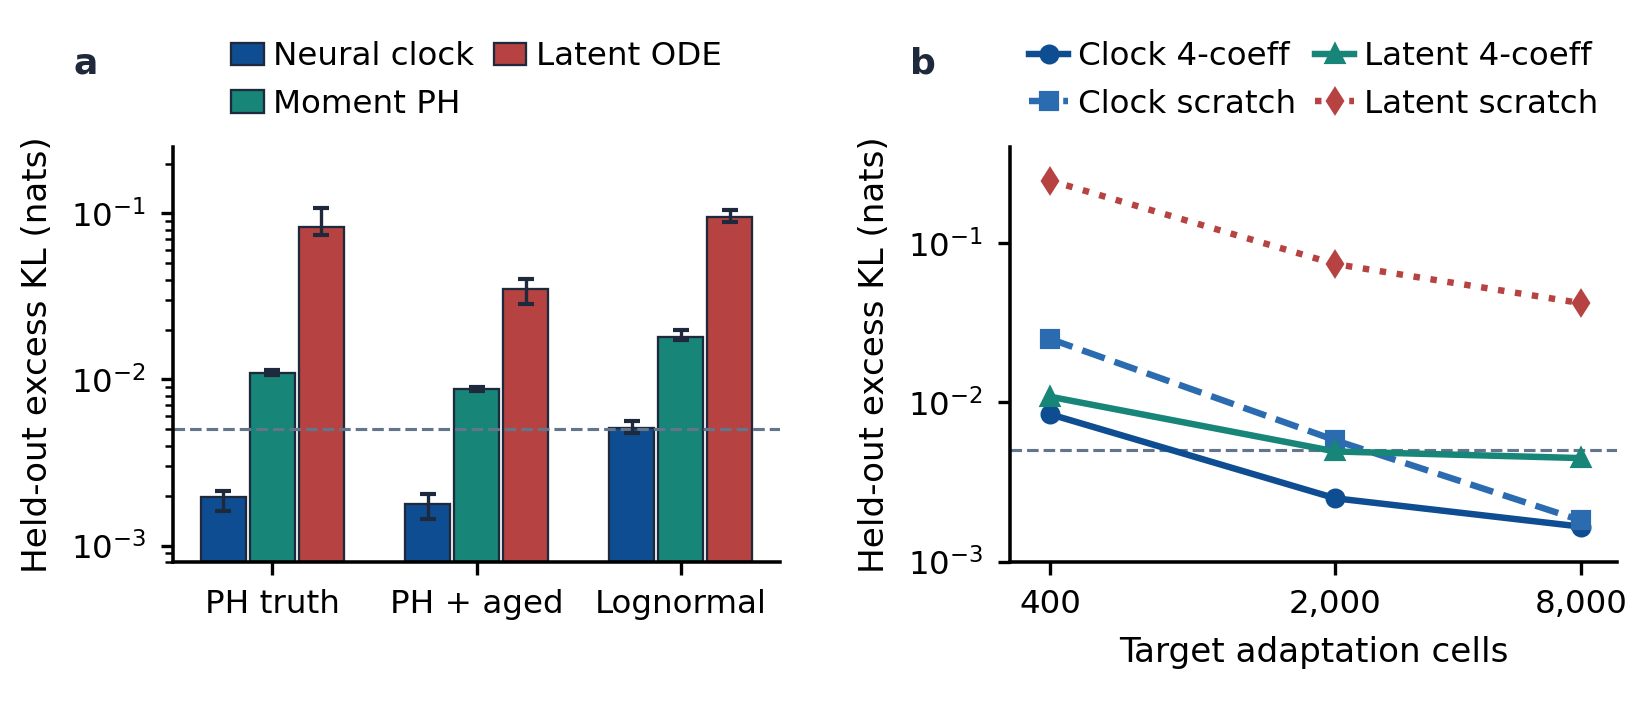 a
Neural clock
Latent ODE
Moment PH
Held-out excess KL (nats)
10⁻¹
10⁻²
10⁻³
PH truth
PH + aged
Lognormal
b
Clock 4-coeff
Latent 4-coeff
Clock scratch
Latent scratch
Held-out excess KL (nats)
10⁻¹
10⁻²
10⁻³
400
2,000
8,000
Target adaptation cells